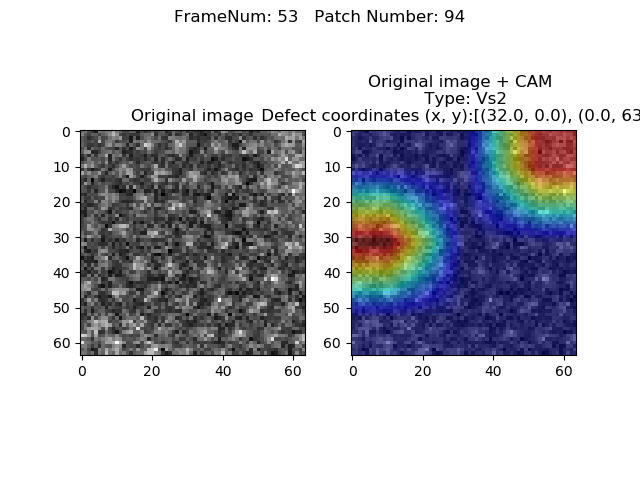 FrameNum: 53   Patch Number: 94
Original image + CAM
Type: Vs2
Original image
Defect coordinates (x, y):[(32.0, 0.0), (0.0, 63
0
10
20
30
40
50
60
0 20 40 60
0
10
20
30
40
50
60
0 20 40 60